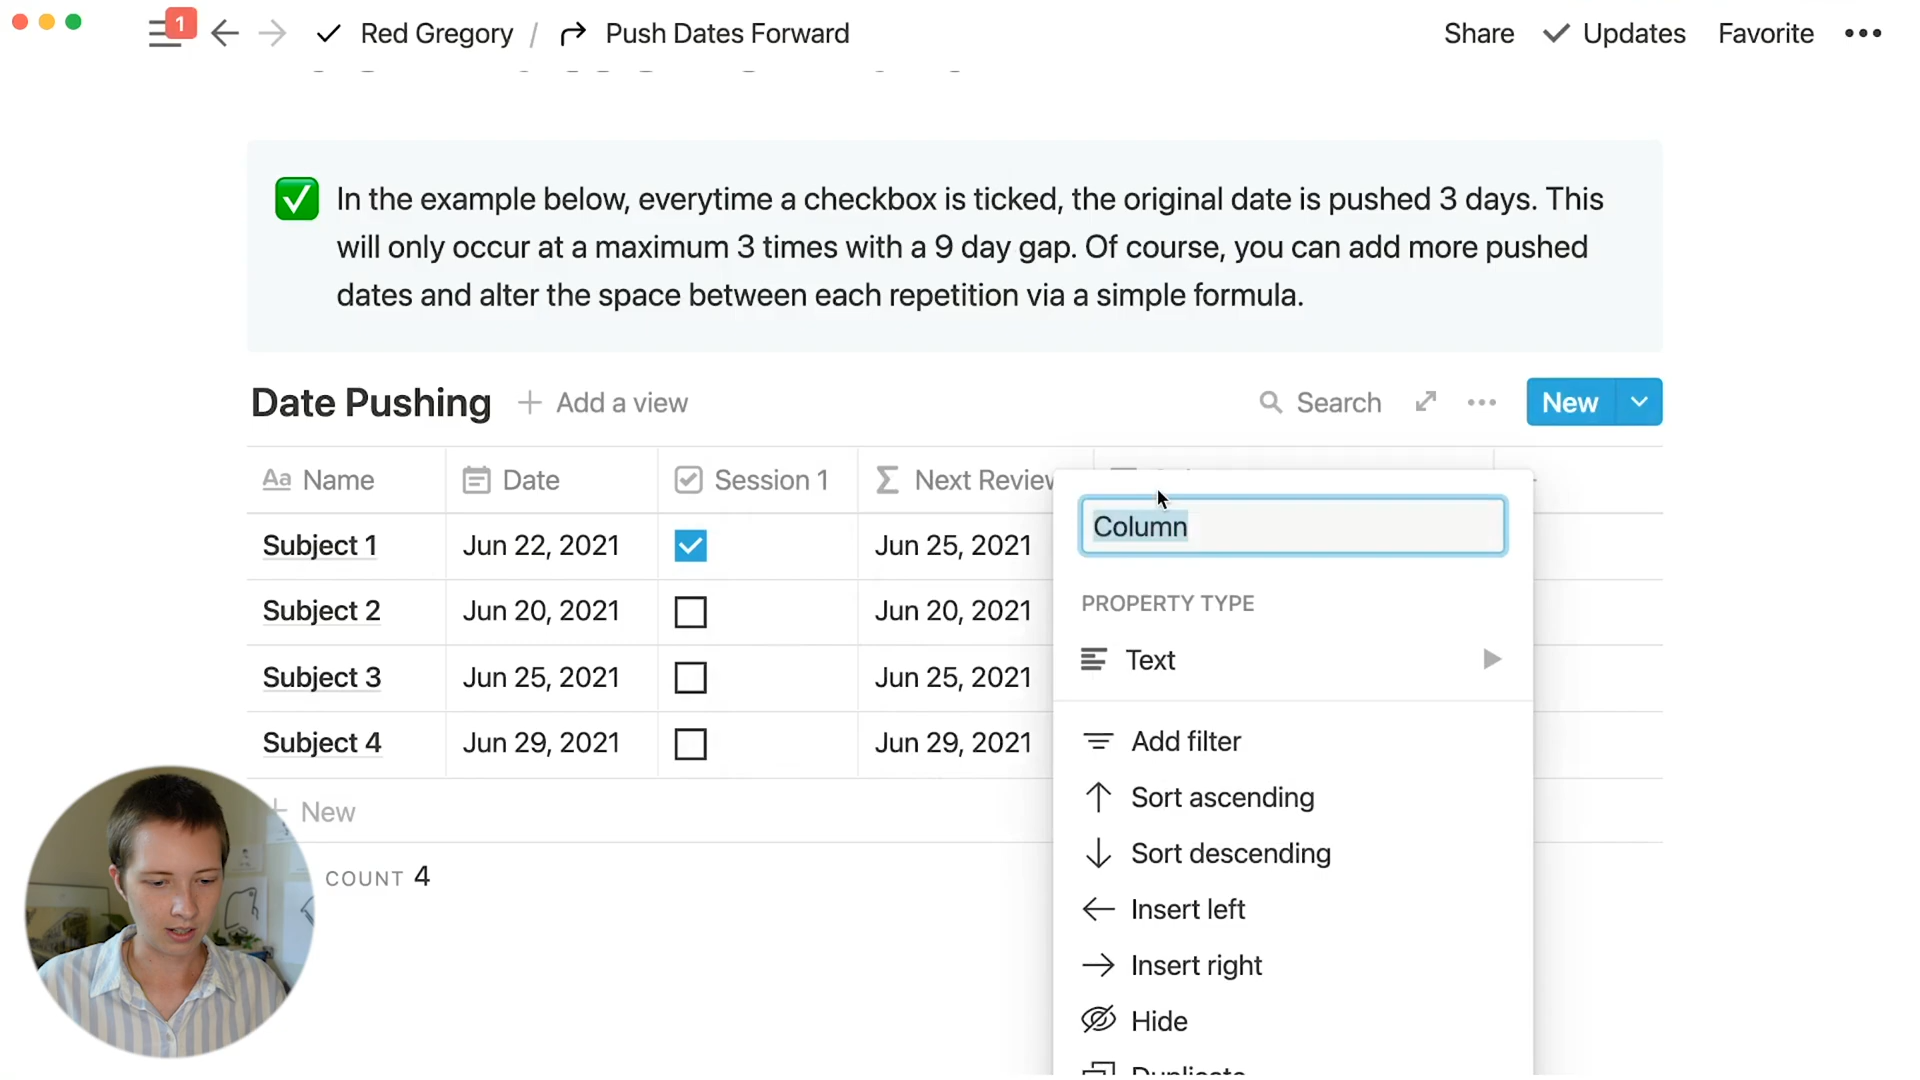 1
Red Gregory / Push Dates Forward
Share Updates Favorite •••
In the example below, everytime a checkbox is ticked, the original date is pushed 3 days. This
will only occur at a maximum 3 times with a 9 day gap. Of course, you can add more pushed
dates and alter the space between each repetition via a simple formula.
Date Pushing + Add a view Search ••• New
Aa Name Date Session 1 Σ Next Review
Column
Subject 1 Jun 22, 2021 Jun 25, 2021
PROPERTY TYPE
Subject 2 Jun 20, 2021 Jun 20, 2021
Text
Subject 3 Jun 25, 2021 Jun 25, 2021
Subject 4 Jun 29, 2021 Jun 29, 2021
Add filter
Sort ascending
+ New
Sort descending
COUNT 4
Insert left
Insert right
Hide
Duplicate